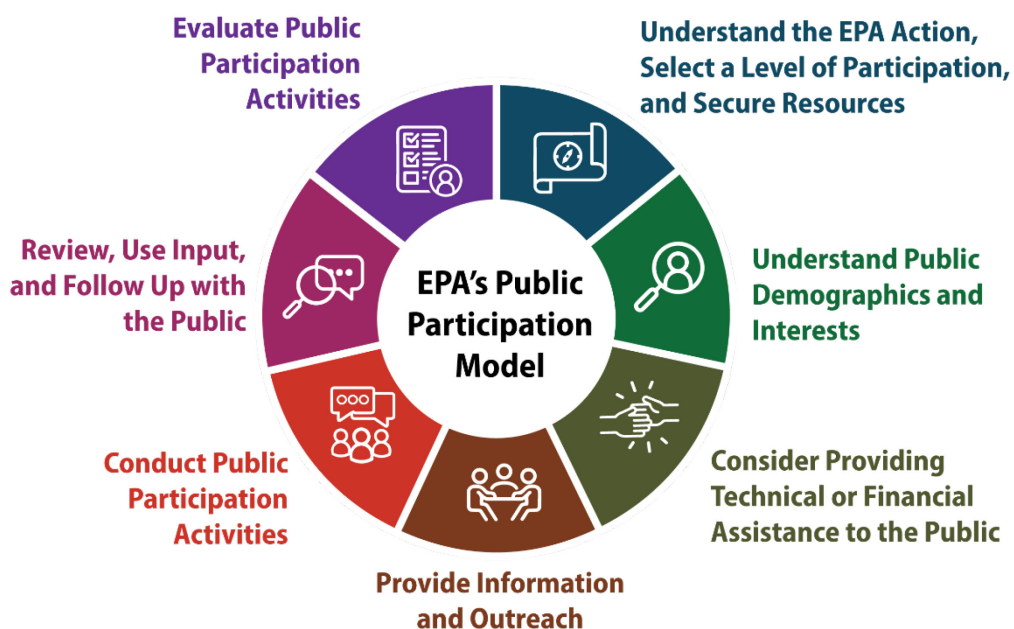 EPA's Public
Participation
Model
Understand the EPA Action,
Select a Level of Participation,
and Secure Resources
Understand Public
Demographics and
Interests
Consider Providing
Technical or Financial
Assistance to the Public
Provide Information
and Outreach
Conduct Public
Participation
Activities
Review, Use Input,
and Follow Up with
the Public
Evaluate Public
Participation
Activities